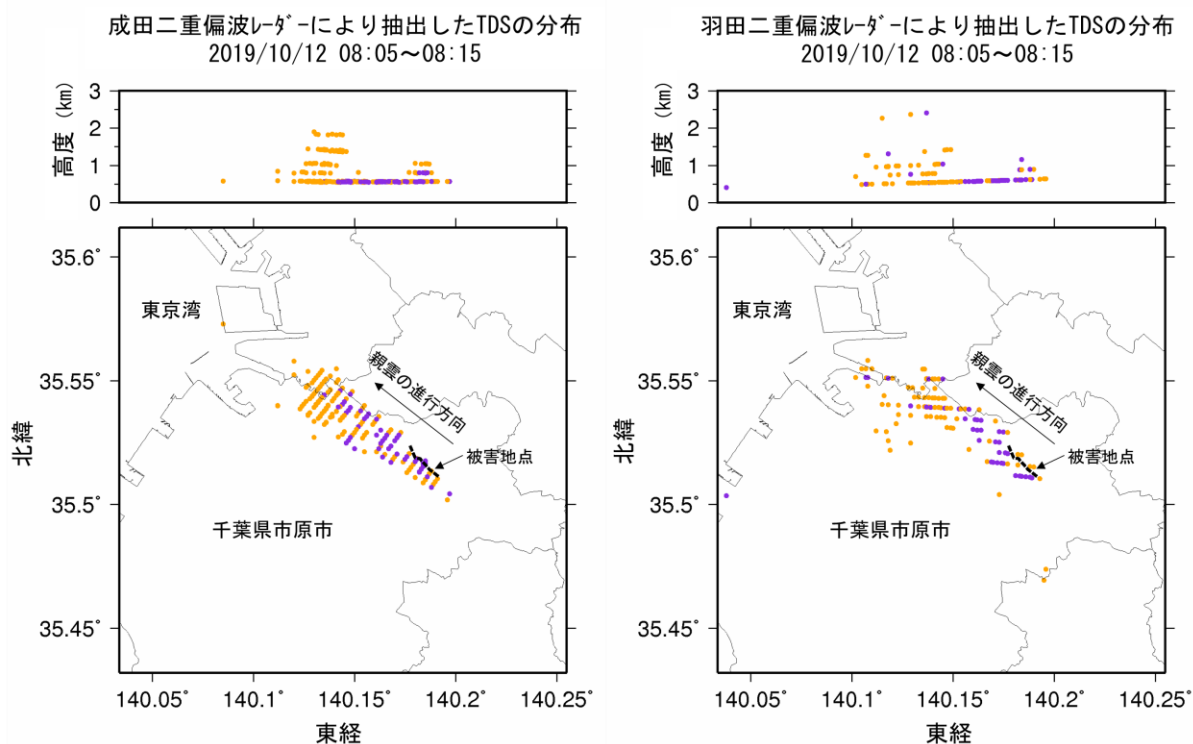 成田二重偏波ﾚｰﾀﾞｰにより抽出したTDSの分布
2019/10/12 08:05～08:15
高度 (km)
3
2
1
0
35.6°
35.55°
35.5°
35.45°
北緯
東京湾
親雲の進行方向
被害地点
千葉県市原市
140.05°
140.1°
140.15°
140.2°
140.25°
東経
羽田二重偏波ﾚｰﾀﾞｰにより抽出したTDSの分布
2019/10/12 08:05～08:15
高度 (km)
3
2
1
0
35.6°
35.55°
35.5°
35.45°
北緯
東京湾
親雲の進行方向
被害地点
千葉県市原市
140.05°
140.1°
140.15°
140.2°
140.25°
東経